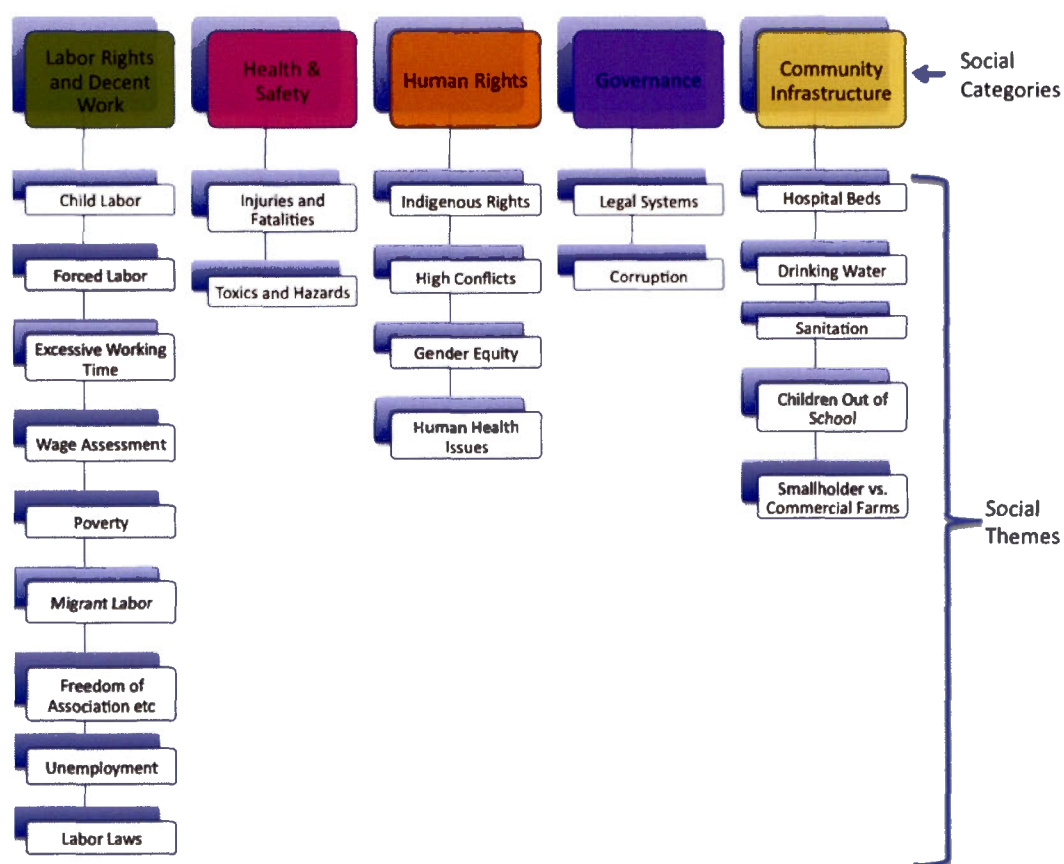 Labor Rights
and Decent
Work
Health &
Safety
Human Rights
Governance
Community
Infrastructure
Social
Categories
Child Labor
Forced Labor
Excessive Working
Time
Wage Assessment
Poverty
Migrant Labor
Freedom of
Association etc
Unemployment
Labor Laws
Injuries and
Fatalities
Toxics and Hazards
Indigenous Rights
High Conflicts
Gender Equity
Human Health
Issues
Legal Systems
Corruption
Hospital Beds
Drinking Water
Sanitation
Children Out of
School
Smallholder vs.
Commercial Farms
Social
Themes